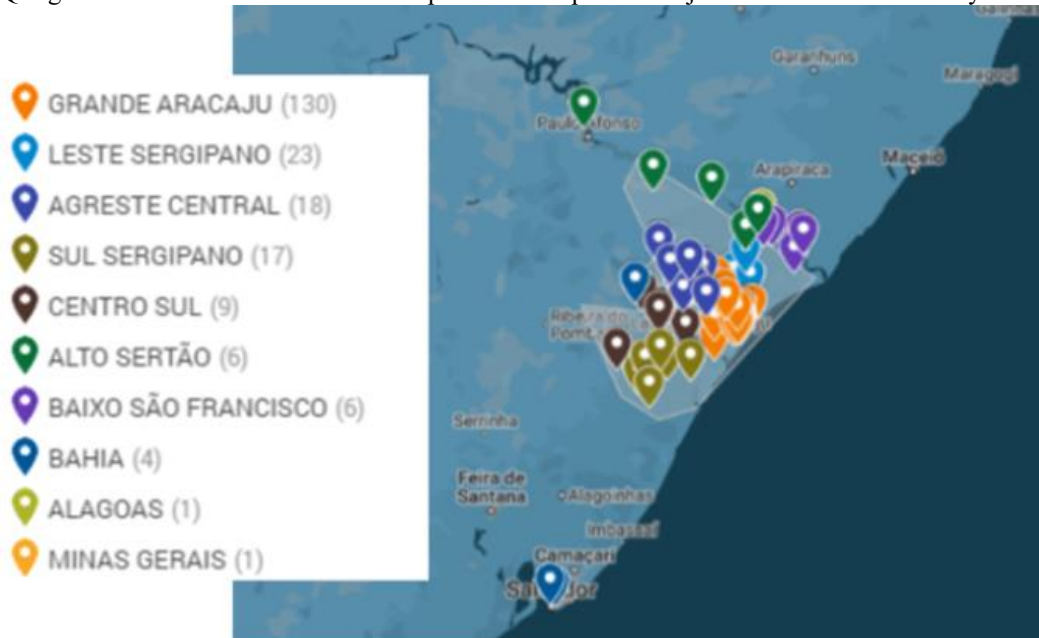 GRANDE ARACAJU (130)
LESTE SERGIPANO (23)
AGRESTE CENTRAL (18)
SUL SERGIPANO (17)
CENTRO SUL (9)
ALTO SERTÃO (6)
BAIXO SÃO FRANCISCO (6)
BAHIA (4)
ALAGOAS (1)
MINAS GERAIS (1)
Garanhuns
Maragogi
Arapiraca
Maceió
Serrinha
Feira de
Santana
Alagoinhas
Imbassaí
Camaçari